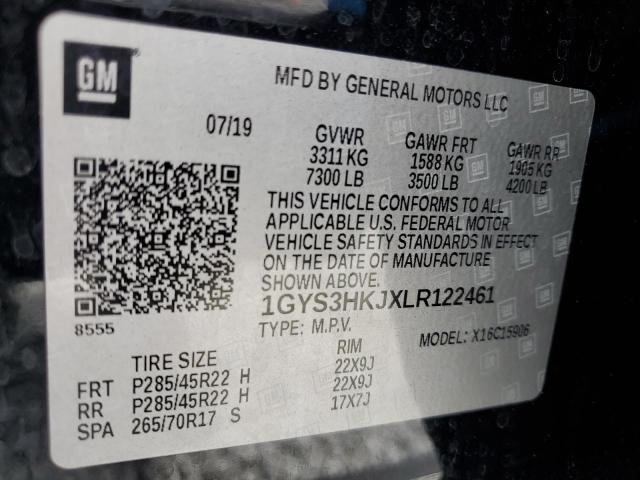 GM
MFD BY GENERAL MOTORS LLC
07/19 GVWR GAWR FRT GAWR RR
3311 KG 1588 KG 1905 KG
7300 LB 3500 LB 4200 LB
THIS VEHICLE CONFORMS TO ALL
APPLICABLE U.S. FEDERAL MOTOR
VEHICLE SAFETY STANDARDS IN EFFECT
ON THE DATE OF MANUFACTURE
SHOWN ABOVE.
1GYS3HKJXLR122461
8555
TYPE: M.P.V. MODEL: X16C15906
TIRE SIZE RIM
FRT P285/45R22 H 22X9J
RR P285/45R22 H 22X9J
SPA 265/70R17 S 17X7J